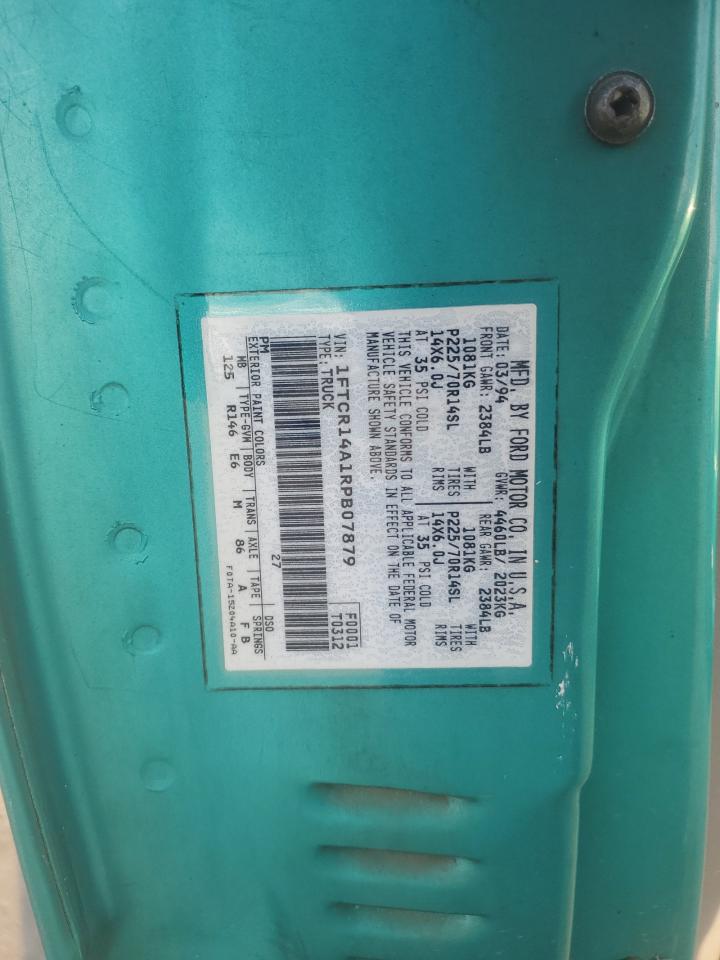 MFD. BY FORD MOTOR CO. IN U.S.A.
DATE: 03/94 GVWR: 4460LB/ 2023KG
FRONT GAWR: 2384LB REAR GAWR: 2384LB
1081KG WITH 1081KG WITH
P225/70R14SL TIRES P225/70R14SL TIRES
14X6.0J RIMS 14X6.0J RIMS
AT 35 PSI COLD AT 35 PSI COLD
THIS VEHICLE CONFORMS TO ALL APPLICABLE FEDERAL MOTOR
VEHICLE SAFETY STANDARDS IN EFFECT ON THE DATE OF
MANUFACTURE SHOWN ABOVE.
VIN: 1FTCR14A1RPB07879 F0001
TYPE: TRUCK T0312
PM 27 DSO
EXTERIOR PAINT COLORS
WB TYPE-GVM BODY TRANS AXLE TAPE SPRINGS
125 R146 E6 M 86 A F B
F0TA-15204A10-AA